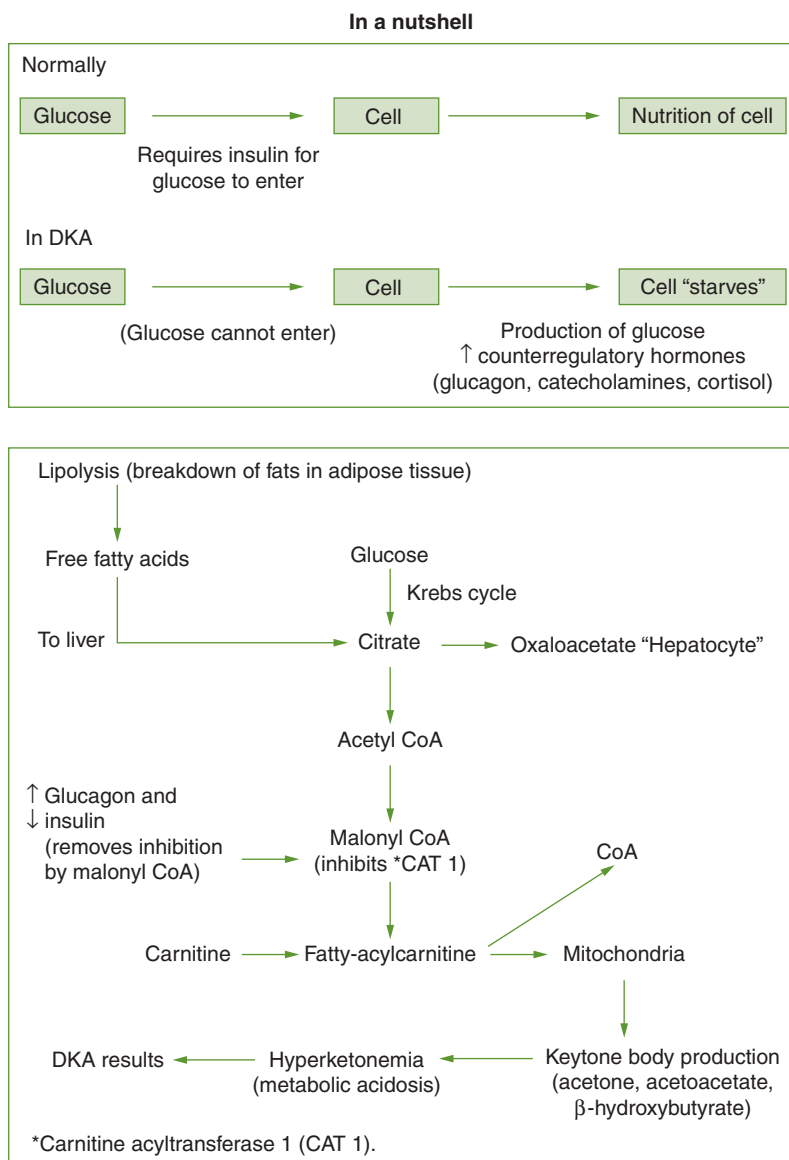 In a nutshell
Normally
Glucose
Cell
Nutrition of cell
Requires insulin for
glucose to enter
In DKA
Glucose
Cell
Cell “starves”
(Glucose cannot enter)
Production of glucose
↑ counterregulatory hormones
(glucagon, catecholamines, cortisol)
Lipolysis (breakdown of fats in adipose tissue)
Free fatty acids
Glucose
Krebs cycle
To liver
Citrate
Oxaloacetate “Hepatocyte”
Acetyl CoA
↑ Glucagon and
↓ insulin
(removes inhibition
by malonyl CoA)
Malonyl CoA
(inhibits *CAT 1)
CoA
Carnitine
Fatty-acylcarnitine
Mitochondria
DKA results
Hyperketonemia
(metabolic acidosis)
Keytone body production
(acetone, acetoacetate,
β-hydroxybutyrate)
*Carnitine acyltransferase 1 (CAT 1).